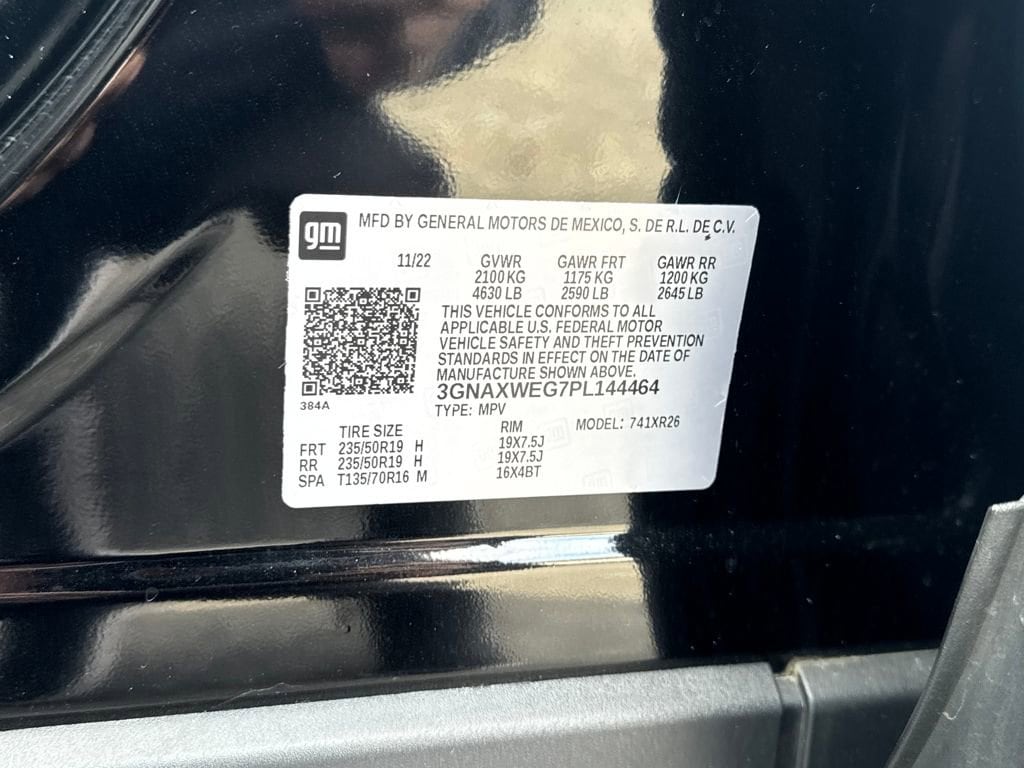 gm MFD BY GENERAL MOTORS DE MEXICO, S. DE R.L. DE C.V.
11/22 GVWR GAWR FRT GAWR RR
2100 KG 1175 KG 1200 KG
4630 LB 2590 LB 2645 LB
THIS VEHICLE CONFORMS TO ALL
APPLICABLE U.S. FEDERAL MOTOR
VEHICLE SAFETY AND THEFT PREVENTION
STANDARDS IN EFFECT ON THE DATE OF
MANUFACTURE SHOWN ABOVE.
3GNAXWEG7PL144464
384A
TYPE: MPV MODEL: 741XR26
TIRE SIZE RIM
FRT 235/50R19 H 19X7.5J
RR 235/50R19 H 19X7.5J
SPA T135/70R16 M 16X4BT